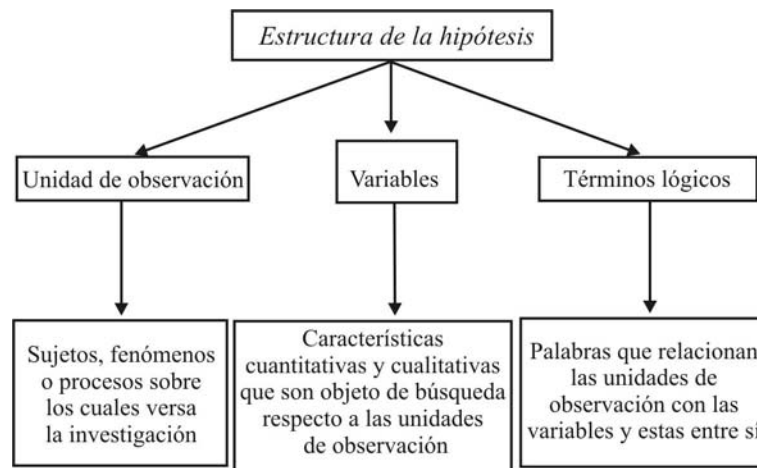 Estructura de la hipótesis
Unidad de observación
Variables
Términos lógicos
Sujetos, fenómenos
o procesos sobre
los cuales versa
la investigación
Características
cuantitativas y cualitativas
que son objeto de búsqueda
respecto a las unidades
de observación
Palabras que relacionan
las unidades de
observación con las
variables y estas entre sí